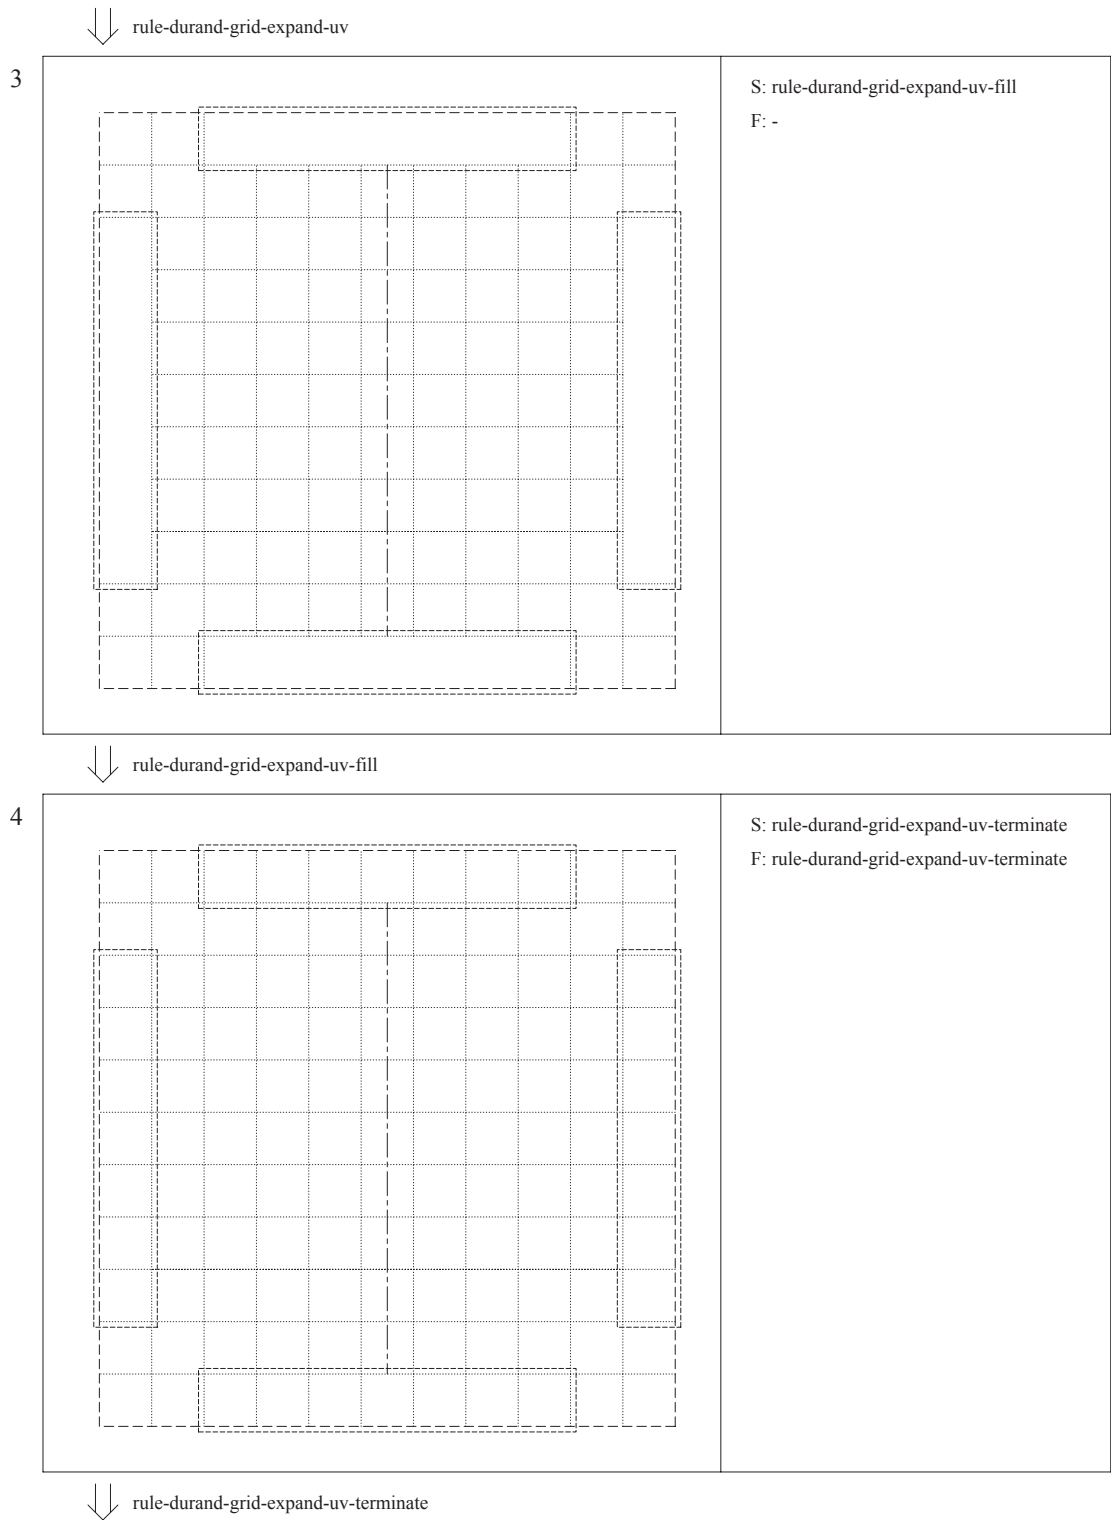 rule-durand-grid-expand-uv
3
S: rule-durand-grid-expand-uv-fill
F: -
rule-durand-grid-expand-uv-fill
4
S: rule-durand-grid-expand-uv-terminate
F: rule-durand-grid-expand-uv-terminate
rule-durand-grid-expand-uv-terminate